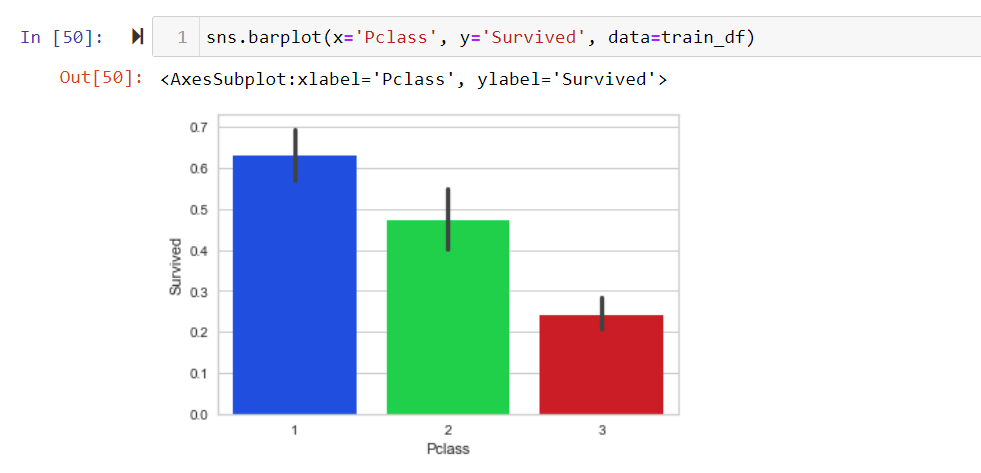 In [50]: 1 sns.barplot(x='Pclass', y='Survived', data=train_df)
Out[50]: <AxesSubplot:xlabel='Pclass', ylabel='Survived'>
0.7
0.6
0.5
0.4
0.3
0.2
0.1
0.0
Survived
1 2 3
Pclass